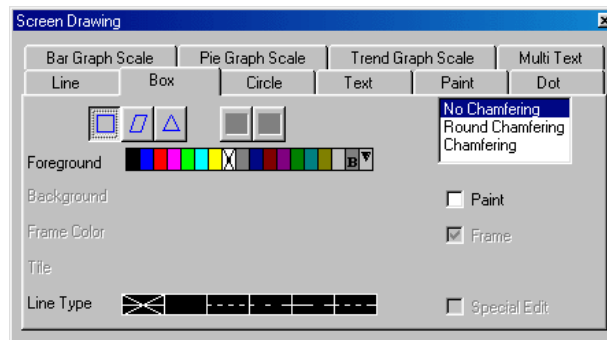 Screen Drawing
Bar Graph Scale
Pie Graph Scale
Trend Graph Scale
Multi Text
Line
Box
Circle
Text
Paint
Dot
No Chamfering
Round Chamfering
Chamfering
Foreground
B
Background
Paint
Frame Color
Frame
Tile
Line Type
Special Edit